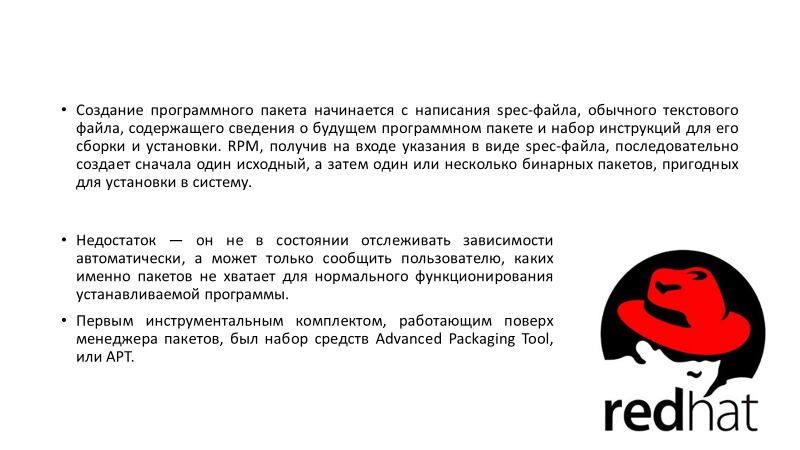 • Создание программного пакета начинается с написания spec-файла, обычного текстового
файла, содержащего сведения о будущем программном пакете и набор инструкций для его
сборки и установки. RPM, получив на входе указания в виде spec-файла, последовательно
создает сначала один исходный, а затем один или несколько бинарных пакетов, пригодных
для установки в систему.
• Недостаток — он не в состоянии отслеживать зависимости
автоматически, а может только сообщить пользователю, каких
именно пакетов не хватает для нормального функционирования
устанавливаемой программы.
• Первым инструментальным комплектом, работающим поверх
менеджера пакетов, был набор средств Advanced Packaging Tool,
или APT.
redhat